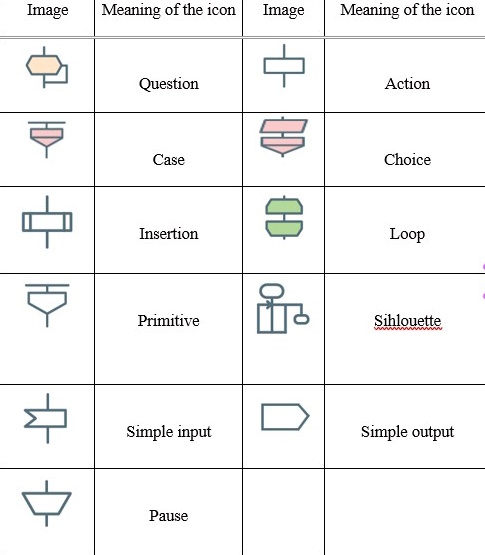 Image Meaning of the icon Image Meaning of the icon
Question Action
Case Choice
Insertion Loop
Primitive Sihlouette
Simple input Simple output
Pause